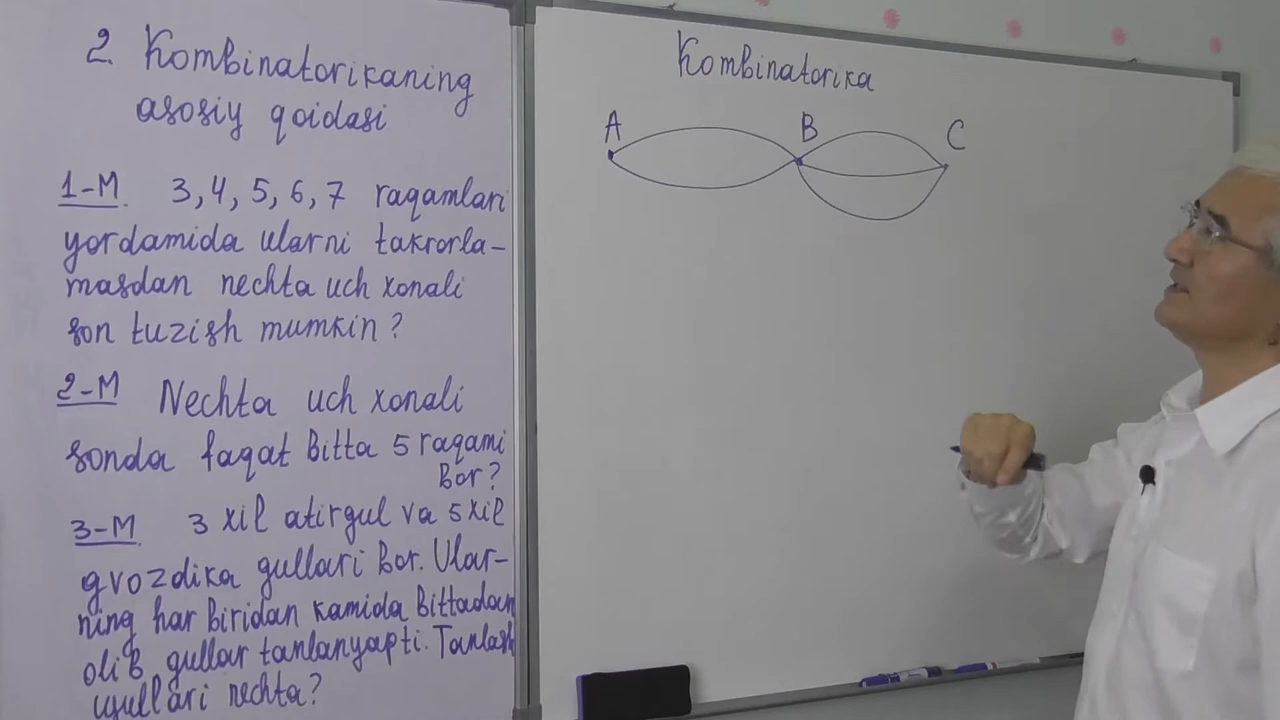 2. Kombinatorikaning
asosiy qoidasi
1-M. 3, 4, 5, 6, 7 raqamlari
yordamida ularni takrorla-
masdan nechta uch xonali
son tuzish mumkin?
2-M Nechta uch xonali
sonda faqat bitta 5 raqami
bor?
3-M. 3 xil atirgul va 5 xil
gvozdika gullari bor. Ular-
ning har biridan kamida bittadan
olib gullar tanlanyapti. Tanlash
usullari nechta?
Kombinatorika
A B C